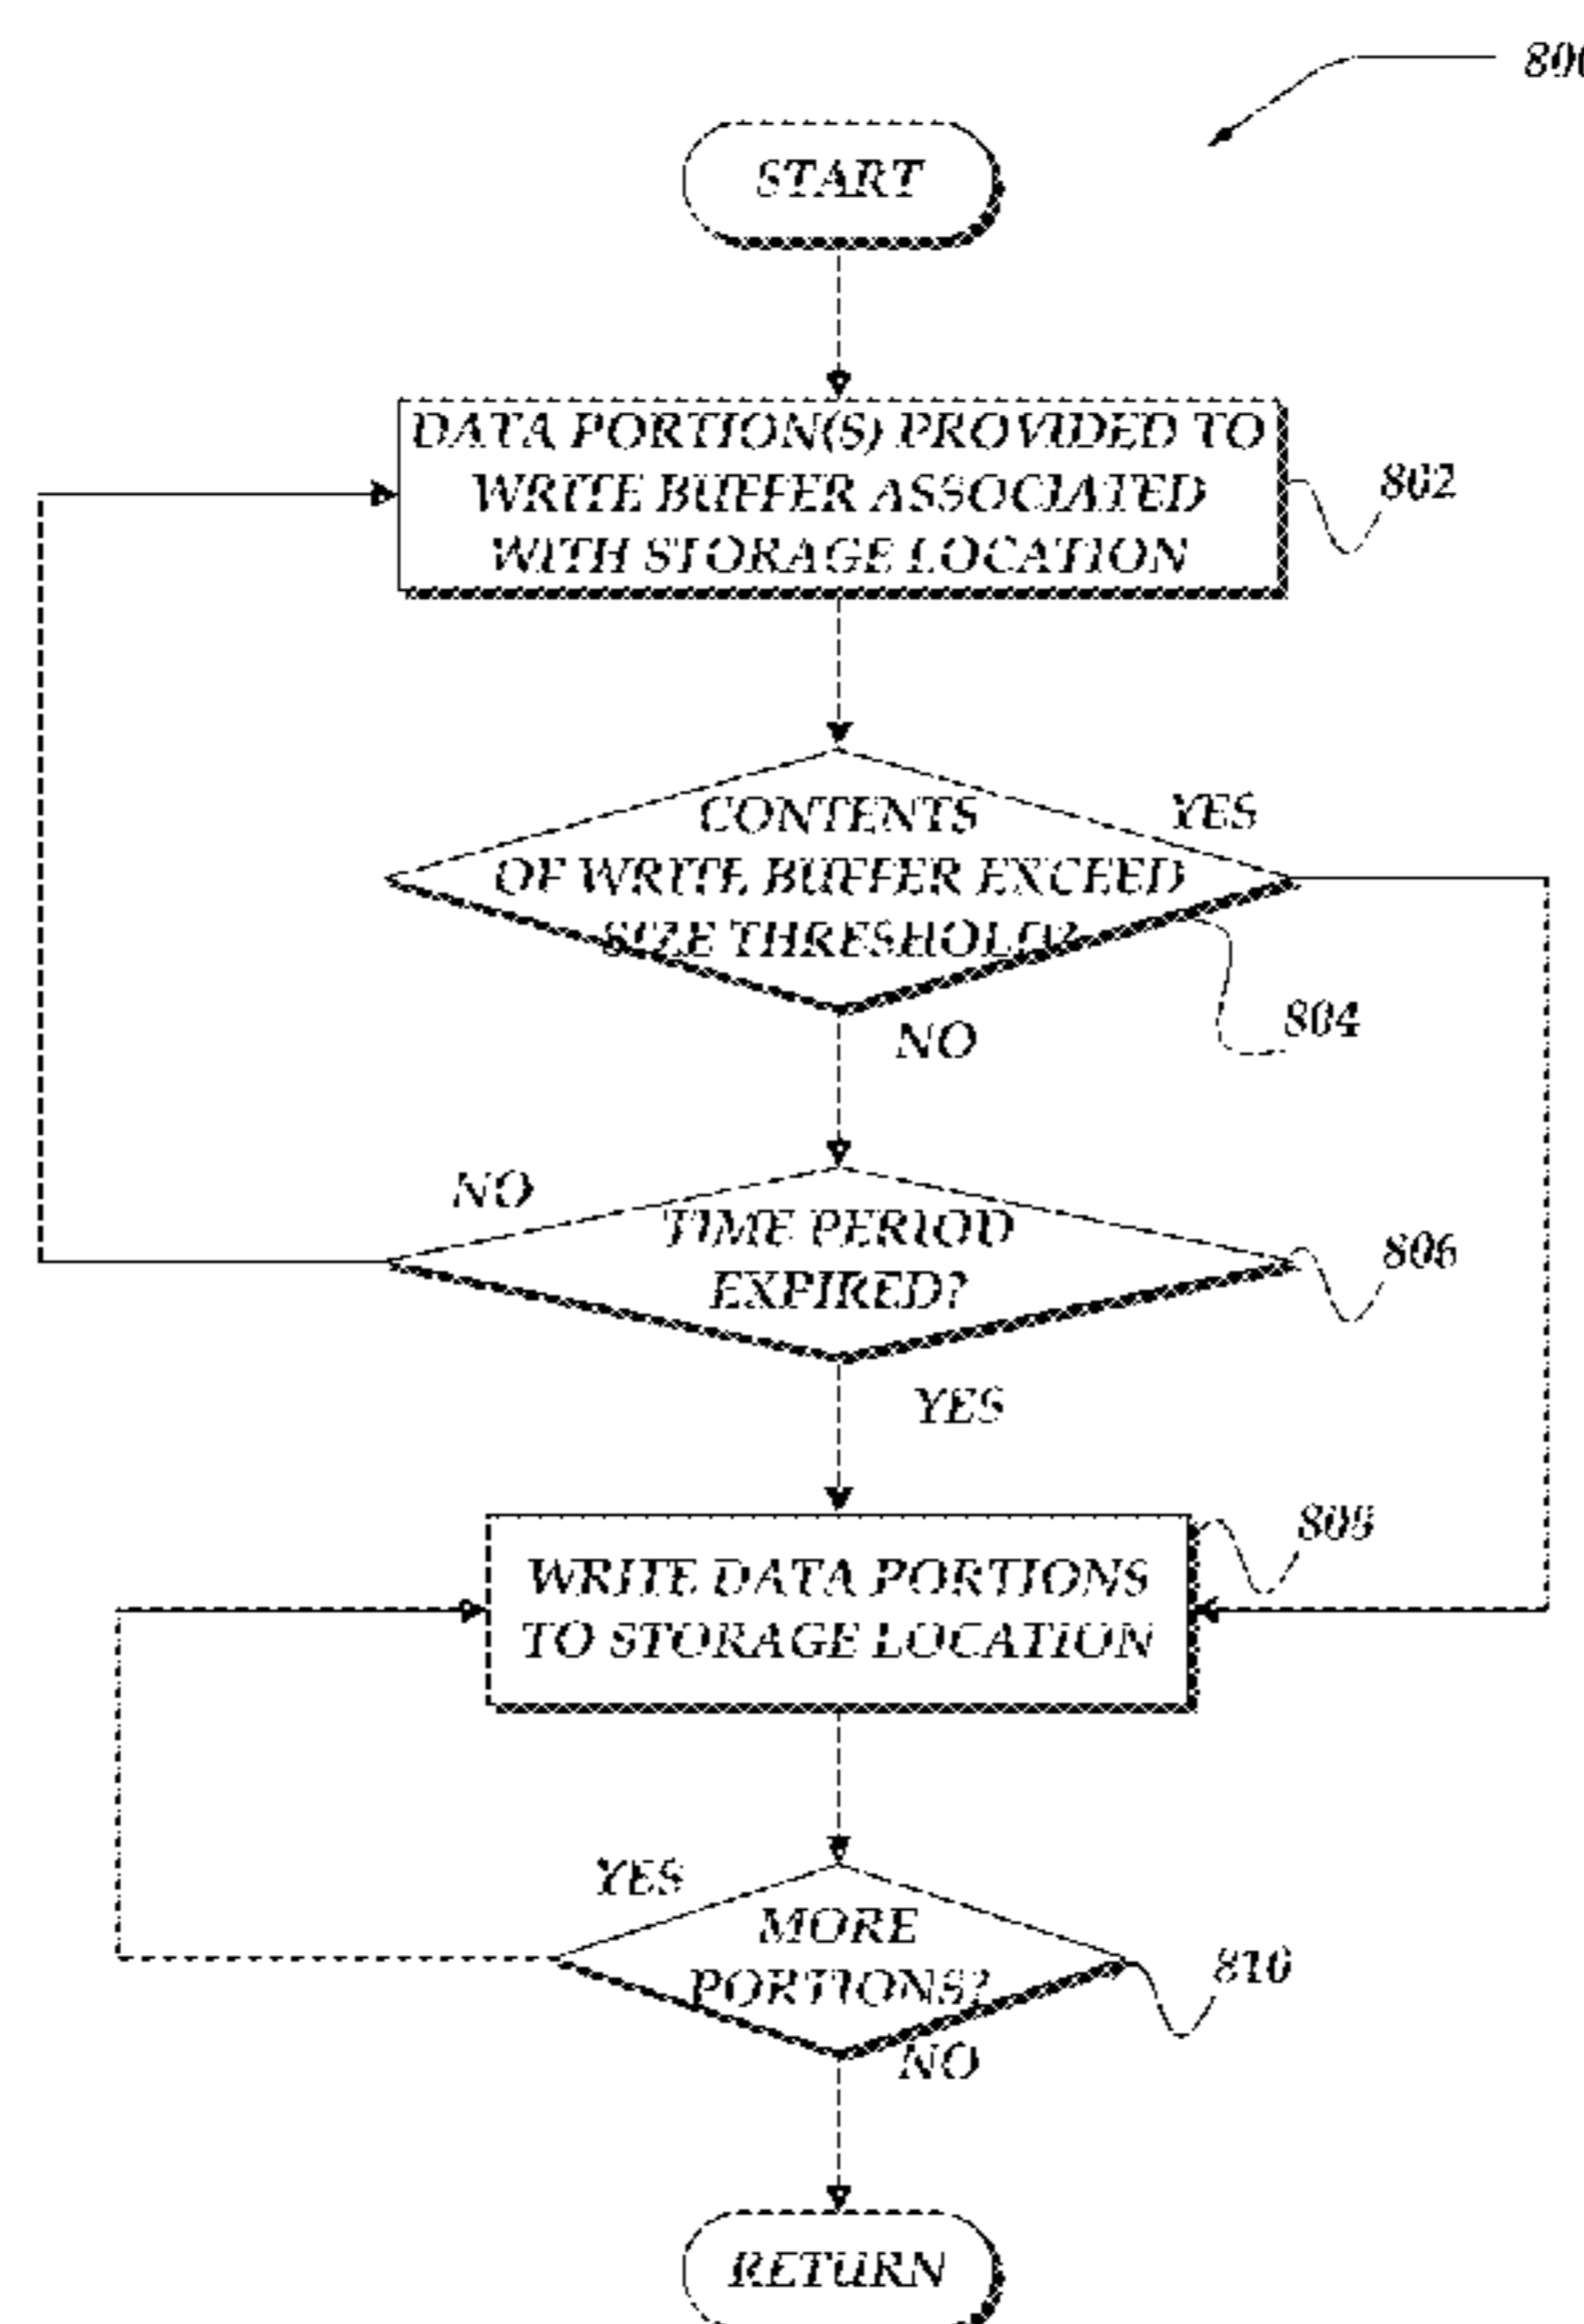 800
START
DATA PORTION(S) PROVIDED TO
WRITE BUFFER ASSOCIATED
WITH STORAGE LOCATION
802
CONTENTS
YES
OF WRITE BUFFER EXCEED
SIZE THRESHOLD?
804
NO
NO
TIME PERIOD
EXPIRED?
806
YES
808
WRITE DATA PORTIONS
TO STORAGE LOCATION
YES
MORE
PORTIONS?
810
NO
RETURN